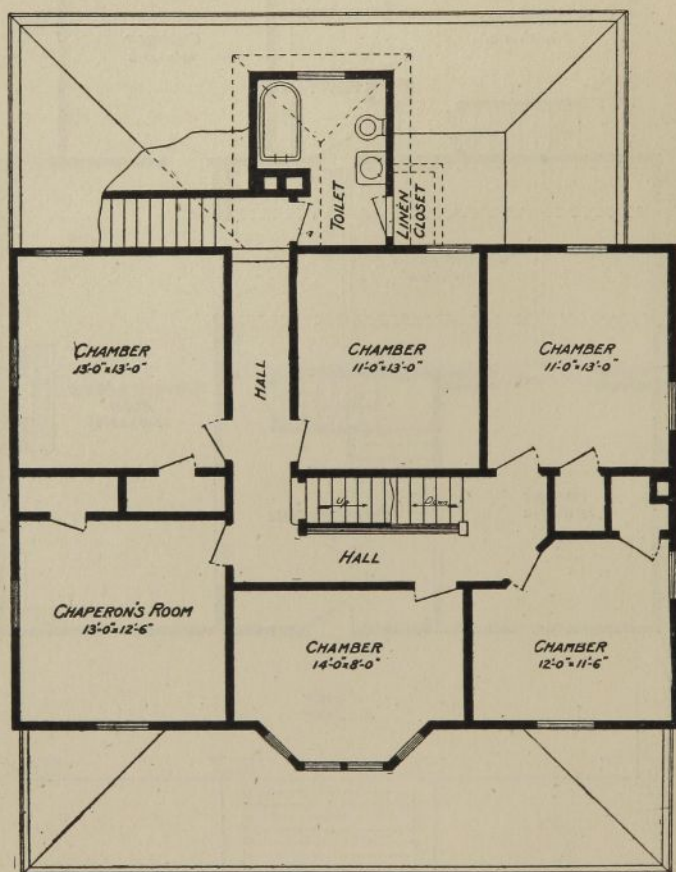 TOILET
LINEN
CLOSET
CHAMBER
13'-0"x13'-0"
HALL
CHAMBER
11'-0"x13'-0"
CHAMBER
11'-0"x13'-0"
Up
Down
HALL
CHAPERON'S ROOM
13'-0"x12'-6"
CHAMBER
14'-0"x8'-0"
CHAMBER
12'-0"x11'-6"